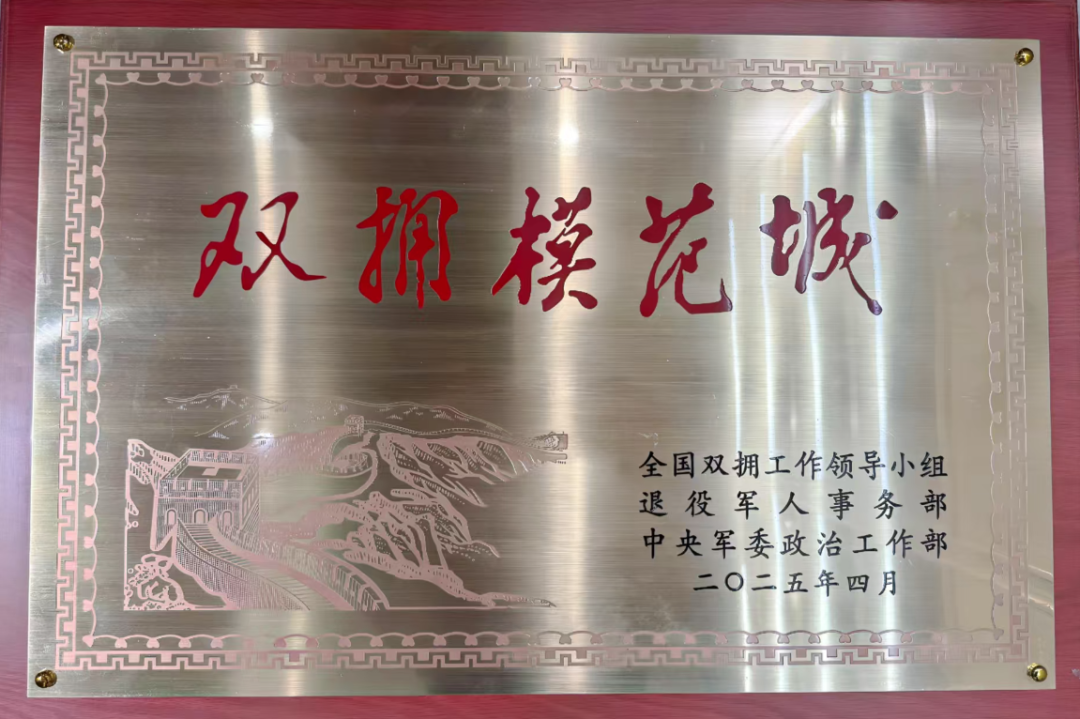 双拥模范城
全国双拥工作领导小组
退役军人事务部
中央军委政治工作部
二〇二五年四月